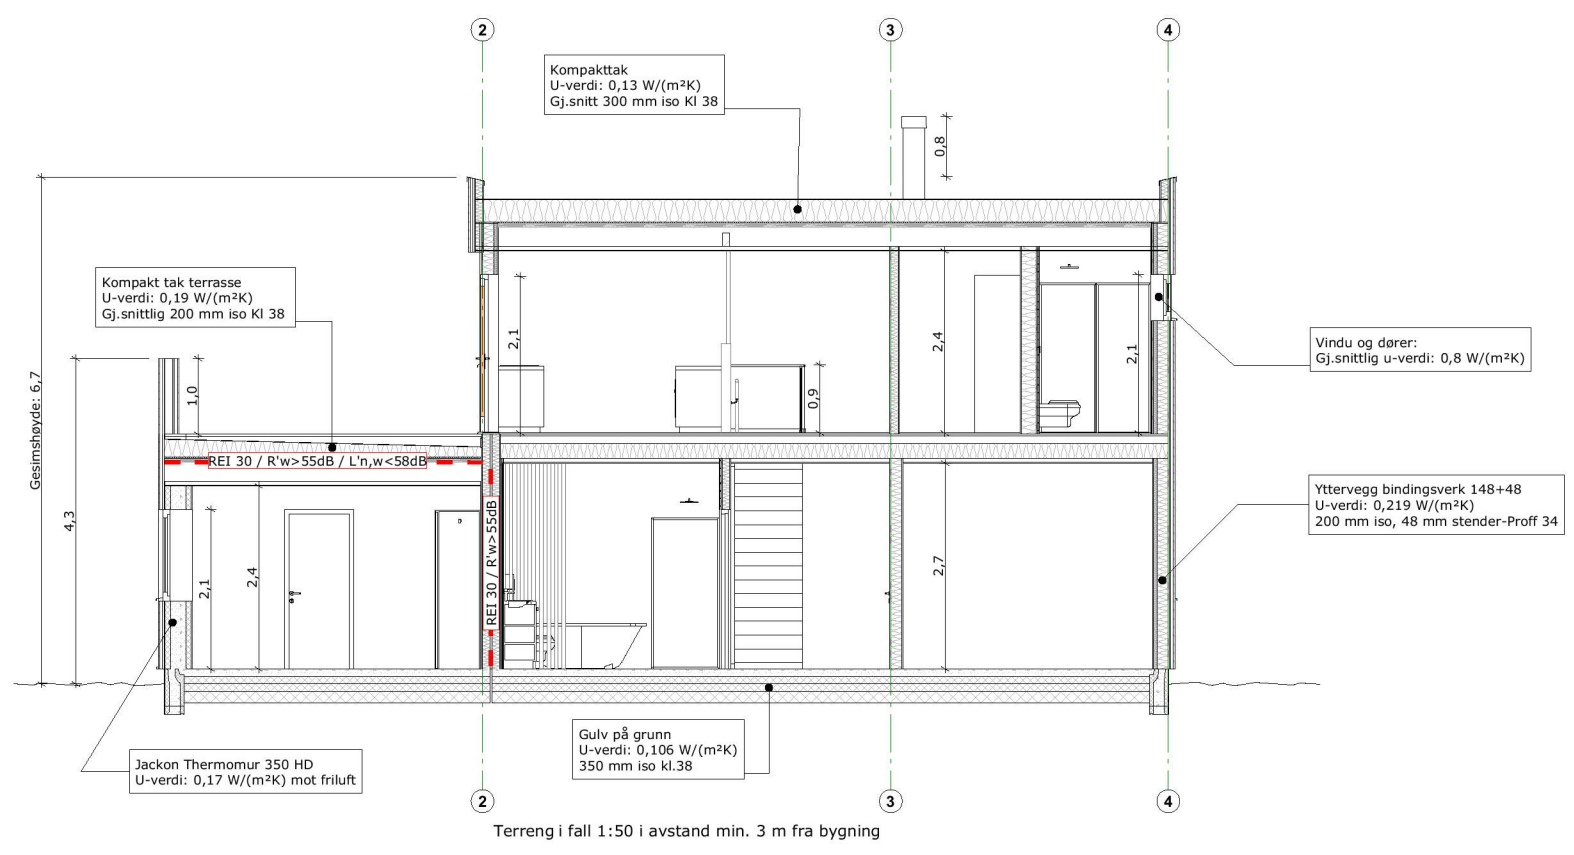 2
3
4
Kompakttak
U-verdi: 0,13 W/(m²K)
Gj.snitt 300 mm iso Kl 38
0,8
Kompakt tak terrasse
U-verdi: 0,19 W/(m²K)
Gj.snittlig 200 mm iso Kl 38
Vindu og dører:
Gj.snittlig u-verdi: 0,8 W/(m²K)
Gesimshøyde: 6,7
4,3
1,0
2,1
0,9
2,4
2,1
REI 30 / R'w>55dB / L'n,w<58dB
REI 30 / R'w>55dB
2,1
2,4
2,7
Yttervegg bindingsverk 148+48
U-verdi: 0,219 W/(m²K)
200 mm iso, 48 mm stender-Proff 34
Gulv på grunn
U-verdi: 0,106 W/(m²K)
350 mm iso kl.38
Jackon Thermomur 350 HD
U-verdi: 0,17 W/(m²K) mot friluft
2
3
4
Terreng i fall 1:50 i avstand min. 3 m fra bygning